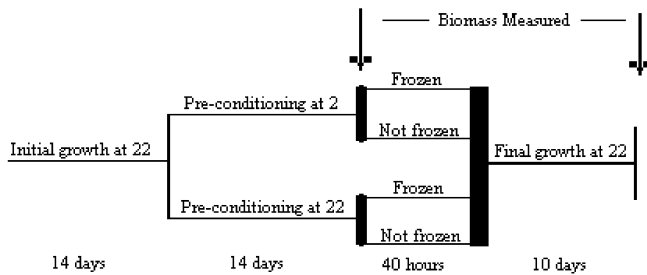 Biomass Measured
Frozen
Pre-conditioning at 2
Not frozen
Initial growth at 22
Final growth at 22
Frozen
Pre-conditioning at 22
Not frozen
14 days
14 days
40 hours
10 days